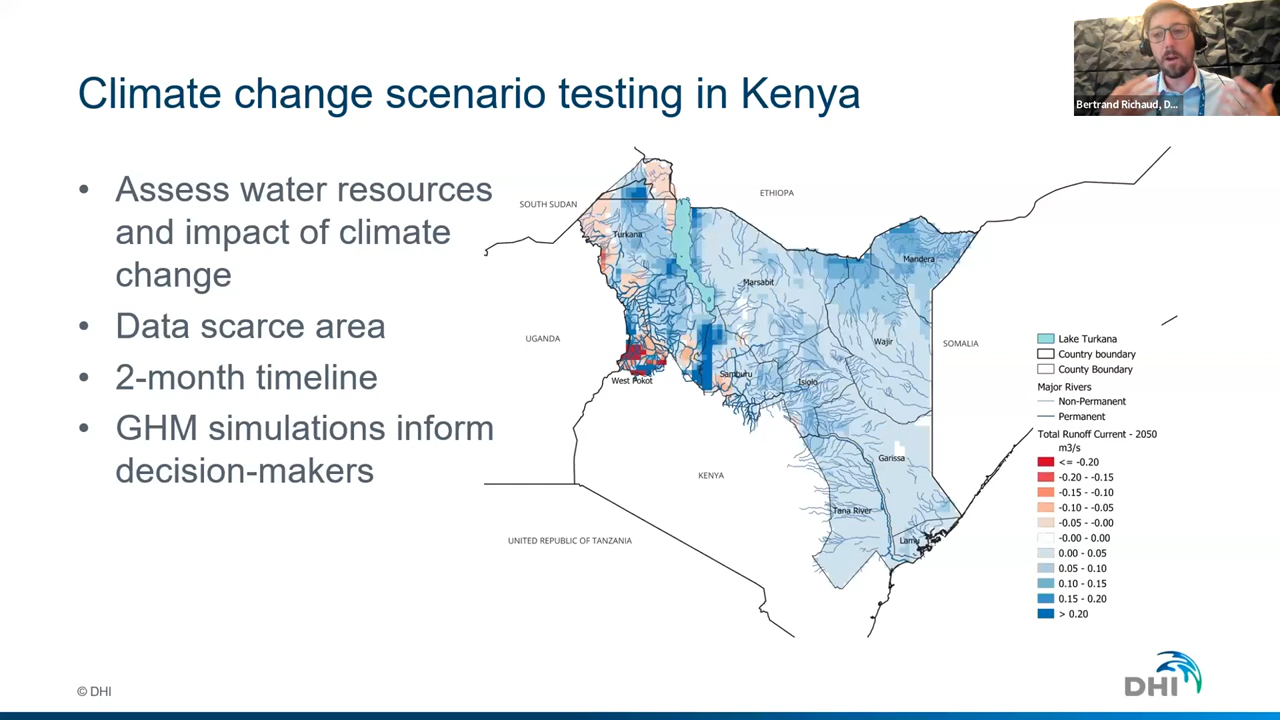 Bertrand Richaud, D...
Climate change scenario testing in Kenya
• Assess water resources
and impact of climate
change
• Data scarce area
• 2-month timeline
• GHM simulations inform
decision-makers
SOUTH SUDAN
ETHIOPA
Turkana
Mandera
Marsabit
UGANDA
Wajir
SOMALIA
West Pokot
Samburu
Isiolo
Garissa
KENYA
Tana River
UNITED REPUBLIC OF TANZANIA
Lamu
Lake Turkana
Country boundary
County Boundary
Major Rivers
Non-Permanent
Permanent
Total Runoff Current - 2050
m3/s
<= -0.20
-0.20 - -0.15
-0.15 - -0.10
-0.10 - -0.05
-0.05 - -0.00
-0.00 - 0.00
0.00 - 0.05
0.05 - 0.10
0.10 - 0.15
0.15 - 0.20
> 0.20
© DHI
DHI